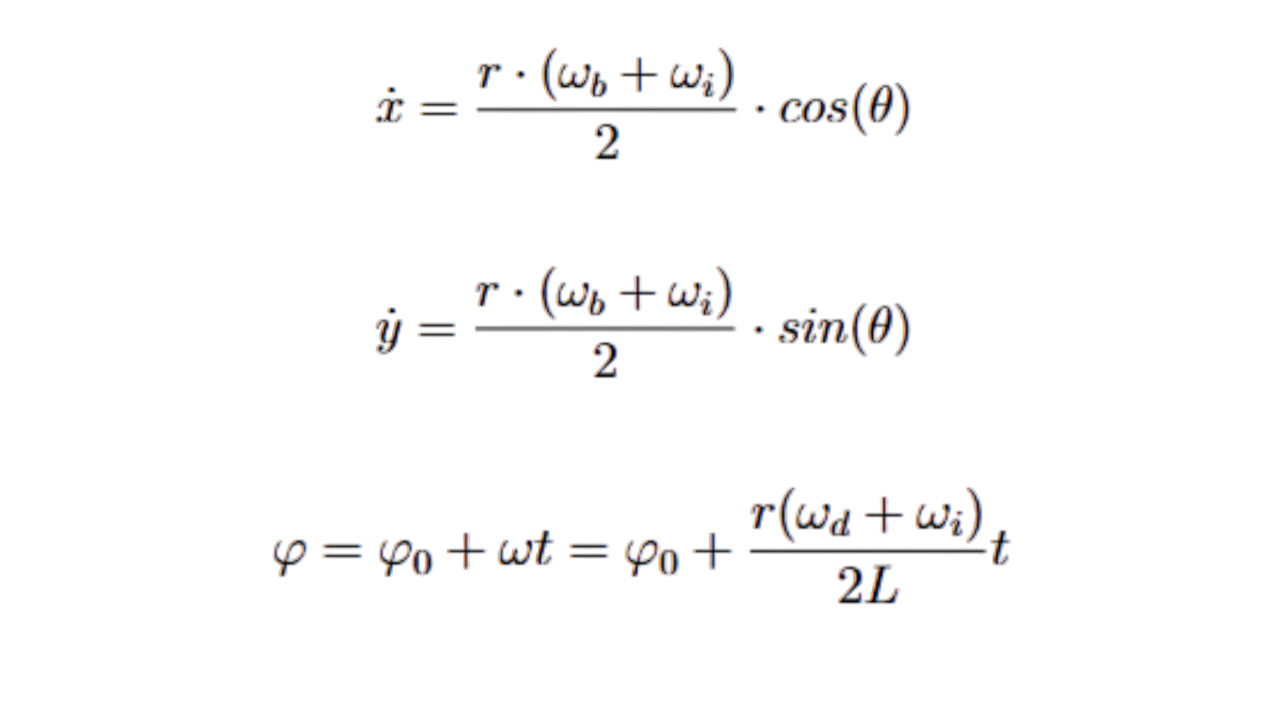 ẋ = r · (ω_b + ω_i) / 2 · cos(θ)
ẏ = r · (ω_b + ω_i) / 2 · sin(θ)
φ = φ_0 + ωt = φ_0 + r(ω_d + ω_i) / 2L t